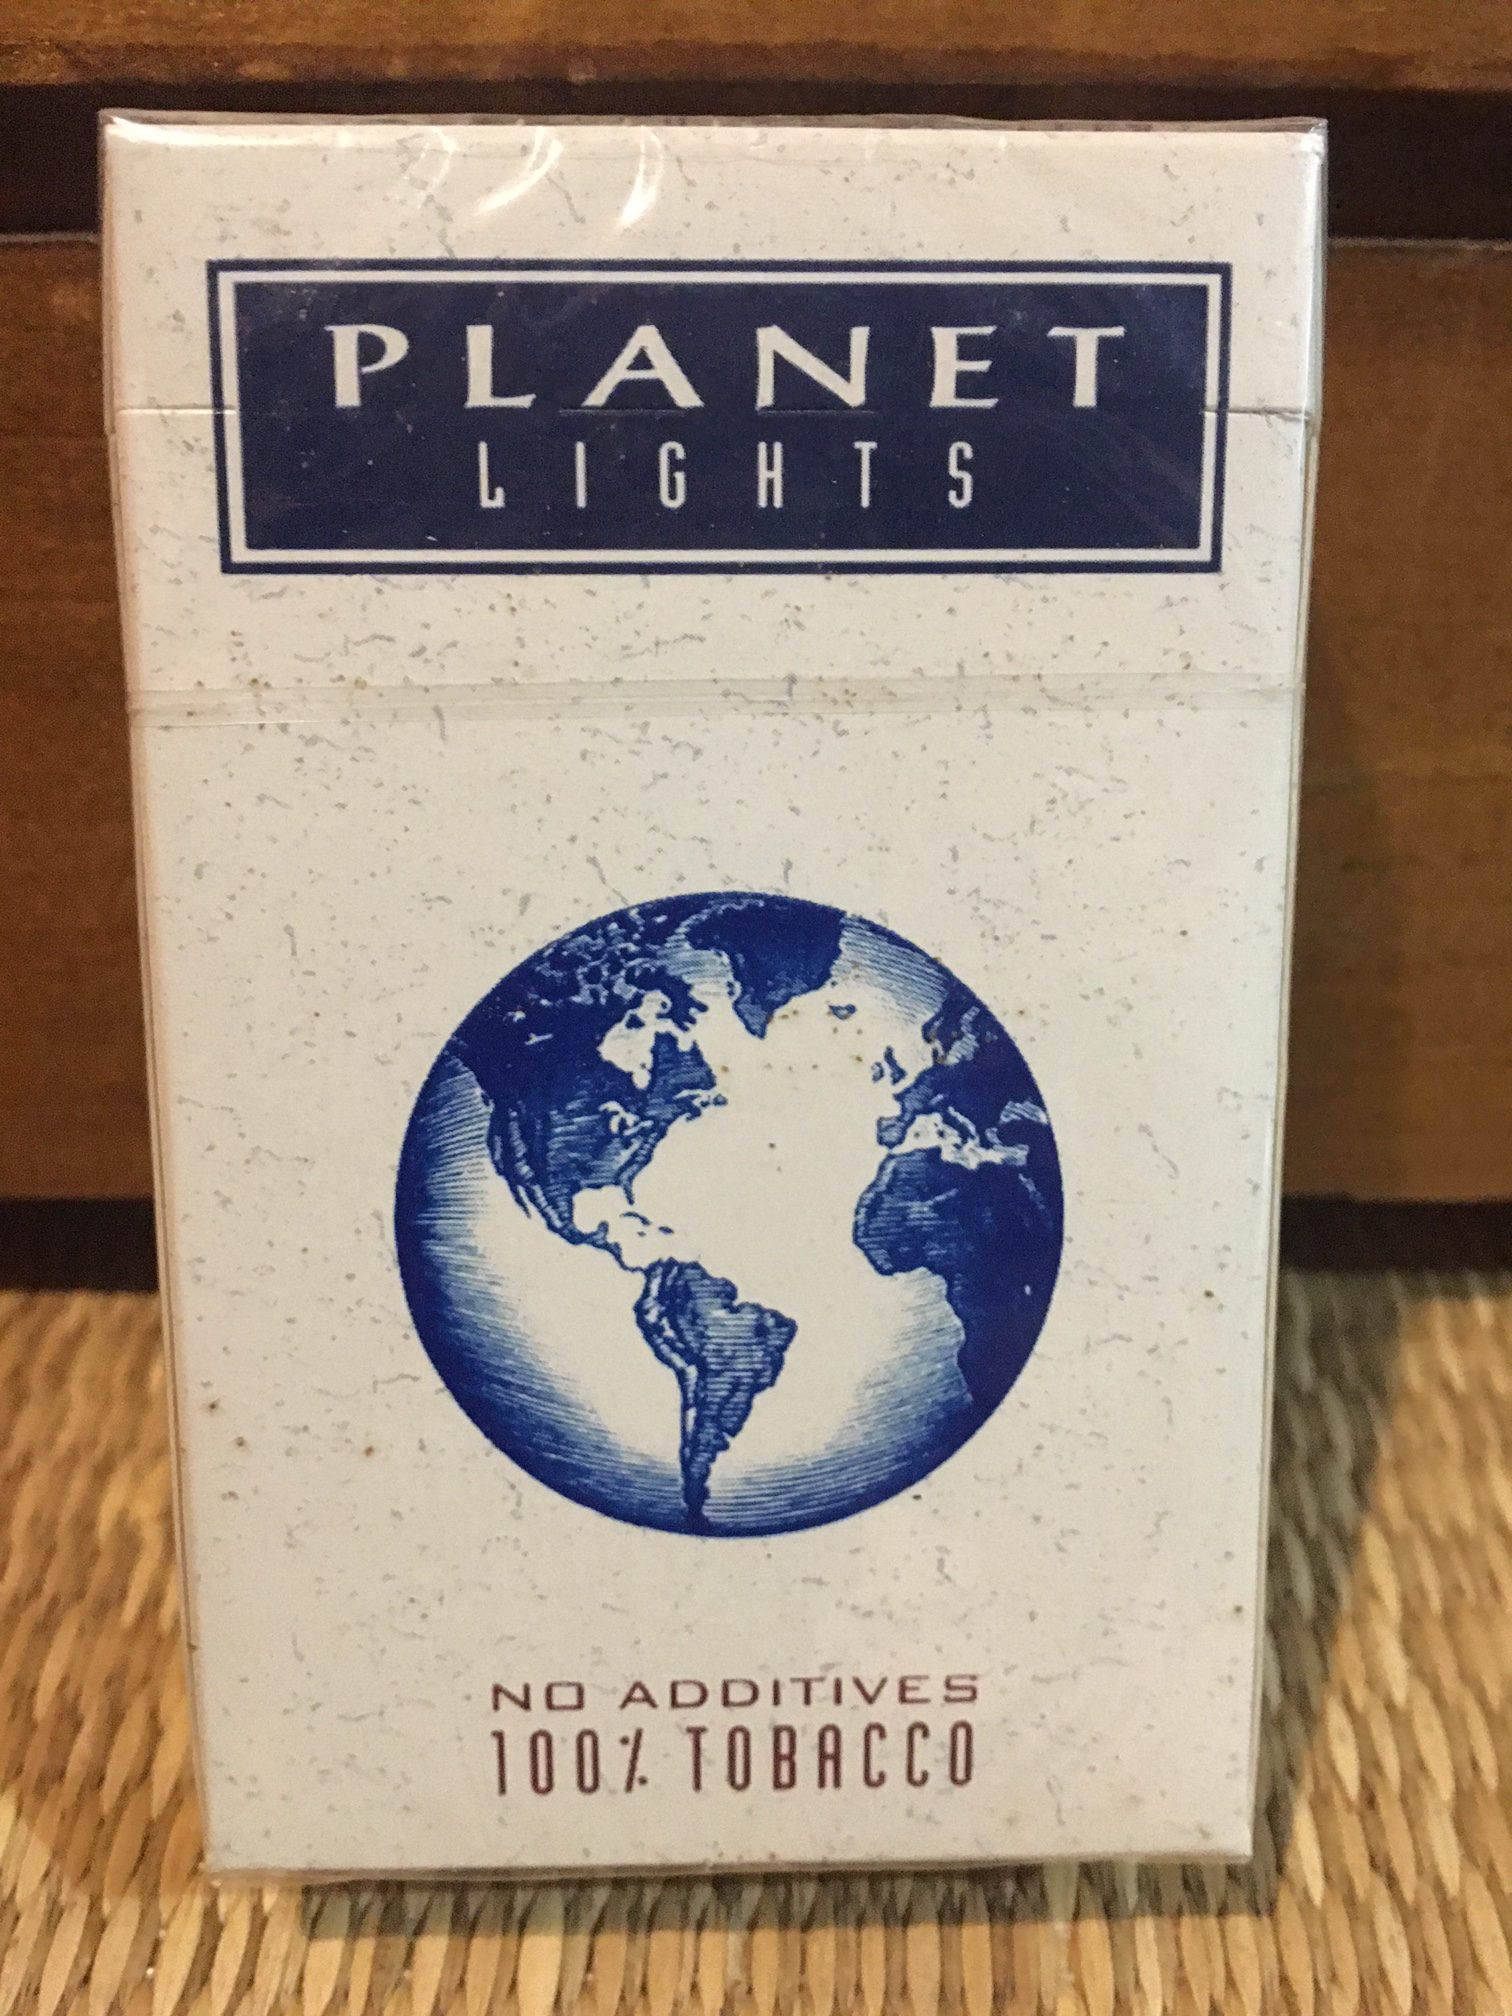 PLANET
LIGHTS
NO ADDITIVES
100% TOBACCO